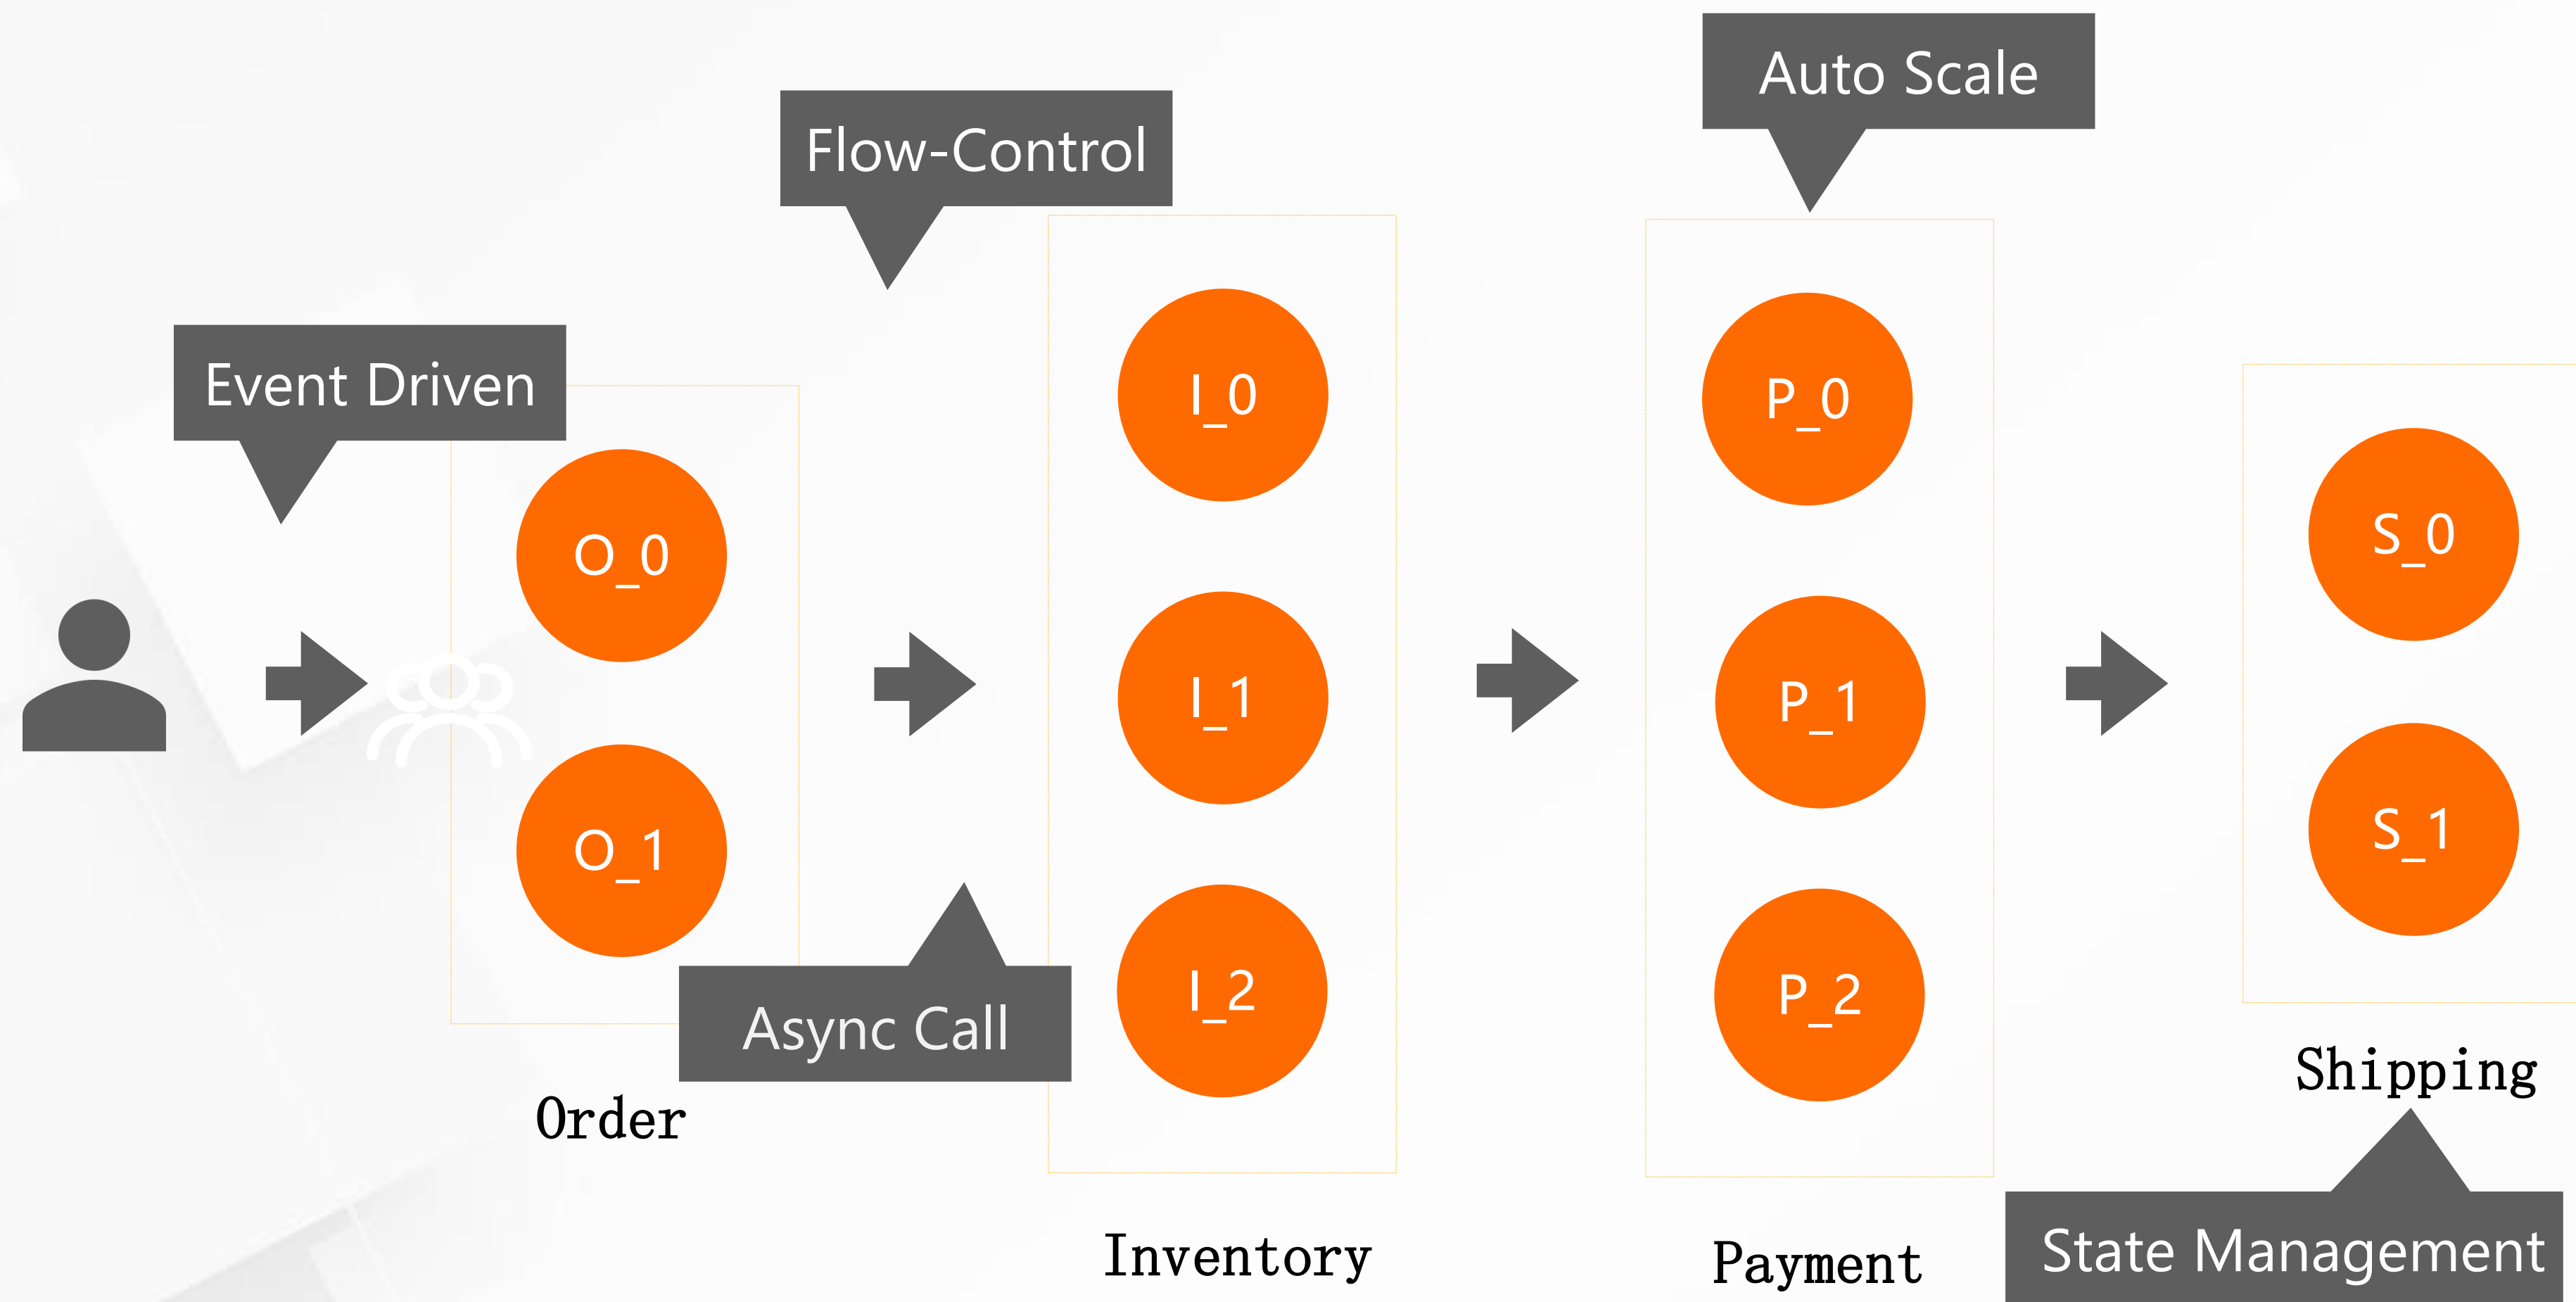 Auto Scale
Flow-Control
Event Driven
O_0
O_1
I_0
I_1
I_2
P_0
P_1
P_2
S_0
S_1
Async Call
Order
Inventory
Payment
Shipping
State Management